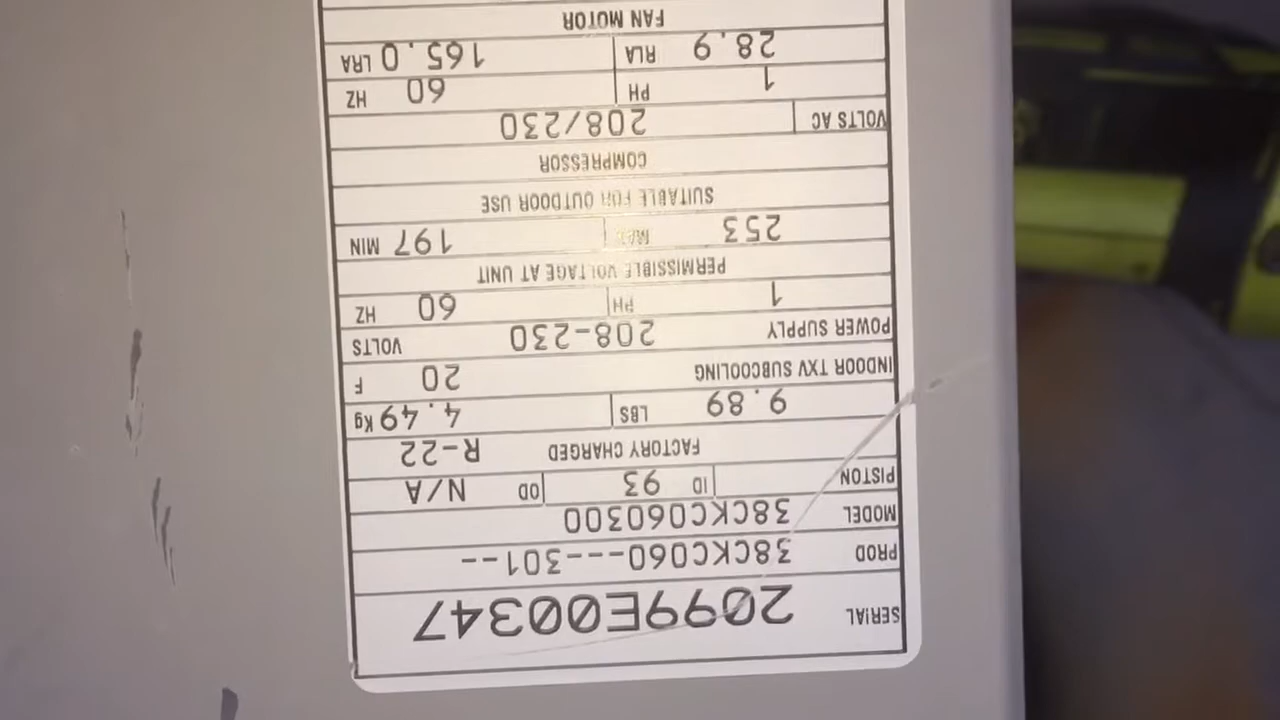 SERIAL 2099E00347
PROD 38CKC060---301--
MODEL 38CKC060300
PISTON ID 93 OD N/A
FACTORY CHARGED R-22
9.89 LBS 4.49 Kg
INDOOR TXV SUBCOOLING 20 F
POWER SUPPLY 208-230 VOLTS
1 PH 60 HZ
PERMISSIBLE VOLTAGE AT UNIT
253 MAX 197 MIN
SUITABLE FOR OUTDOOR USE
COMPRESSOR
VOLTS AC 208/230
1 PH 60 HZ
28.9 RLA 165.0 LRA
FAN MOTOR